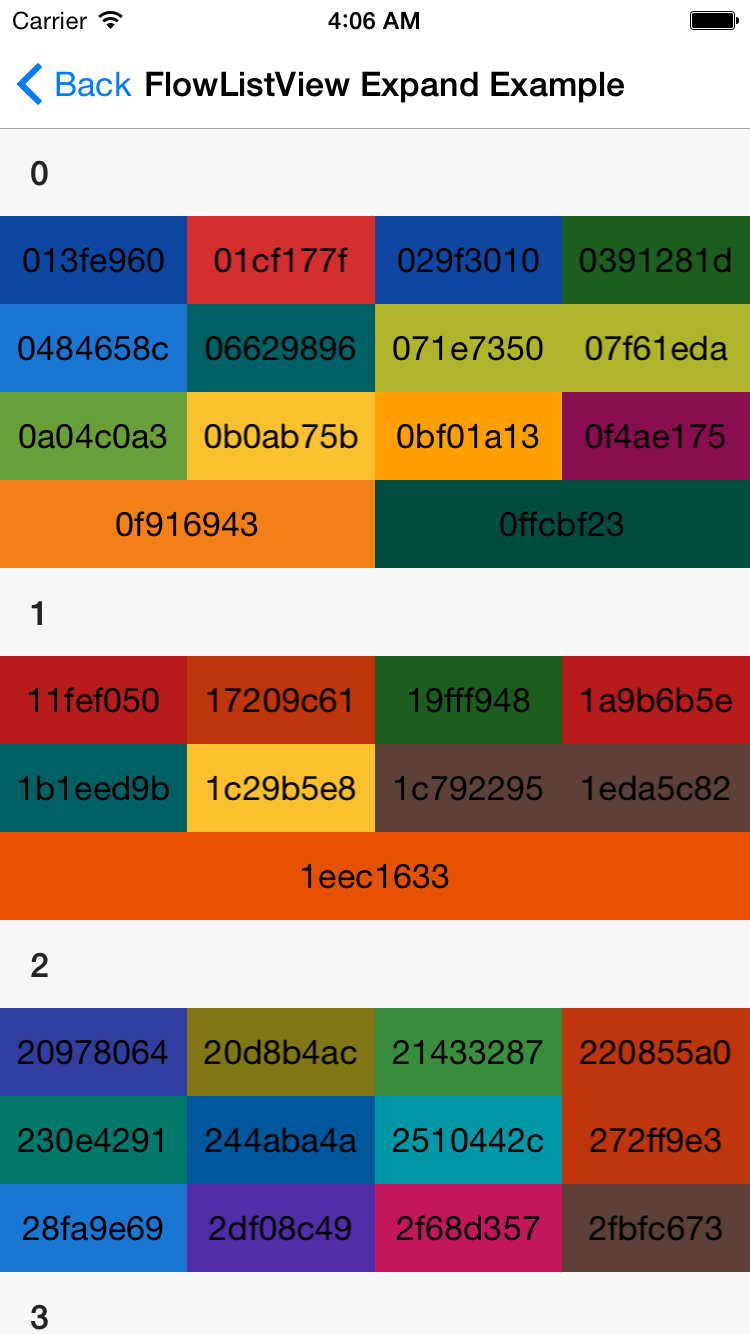 Carrier 4:06 AM
Back FlowListView Expand Example
0
013fe960 01cf177f 029f3010 0391281d
0484658c 06629896 071e7350 07f61eda
0a04c0a3 0b0ab75b 0bf01a13 0f4ae175
0f916943 0ffcbf23
1
11fef050 17209c61 19fff948 1a9b6b5e
1b1eed9b 1c29b5e8 1c792295 1eda5c82
1eec1633
2
20978064 20d8b4ac 21433287 220855a0
230e4291 244aba4a 2510442c 272ff9e3
28fa9e69 2df08c49 2f68d357 2fbfc673
3